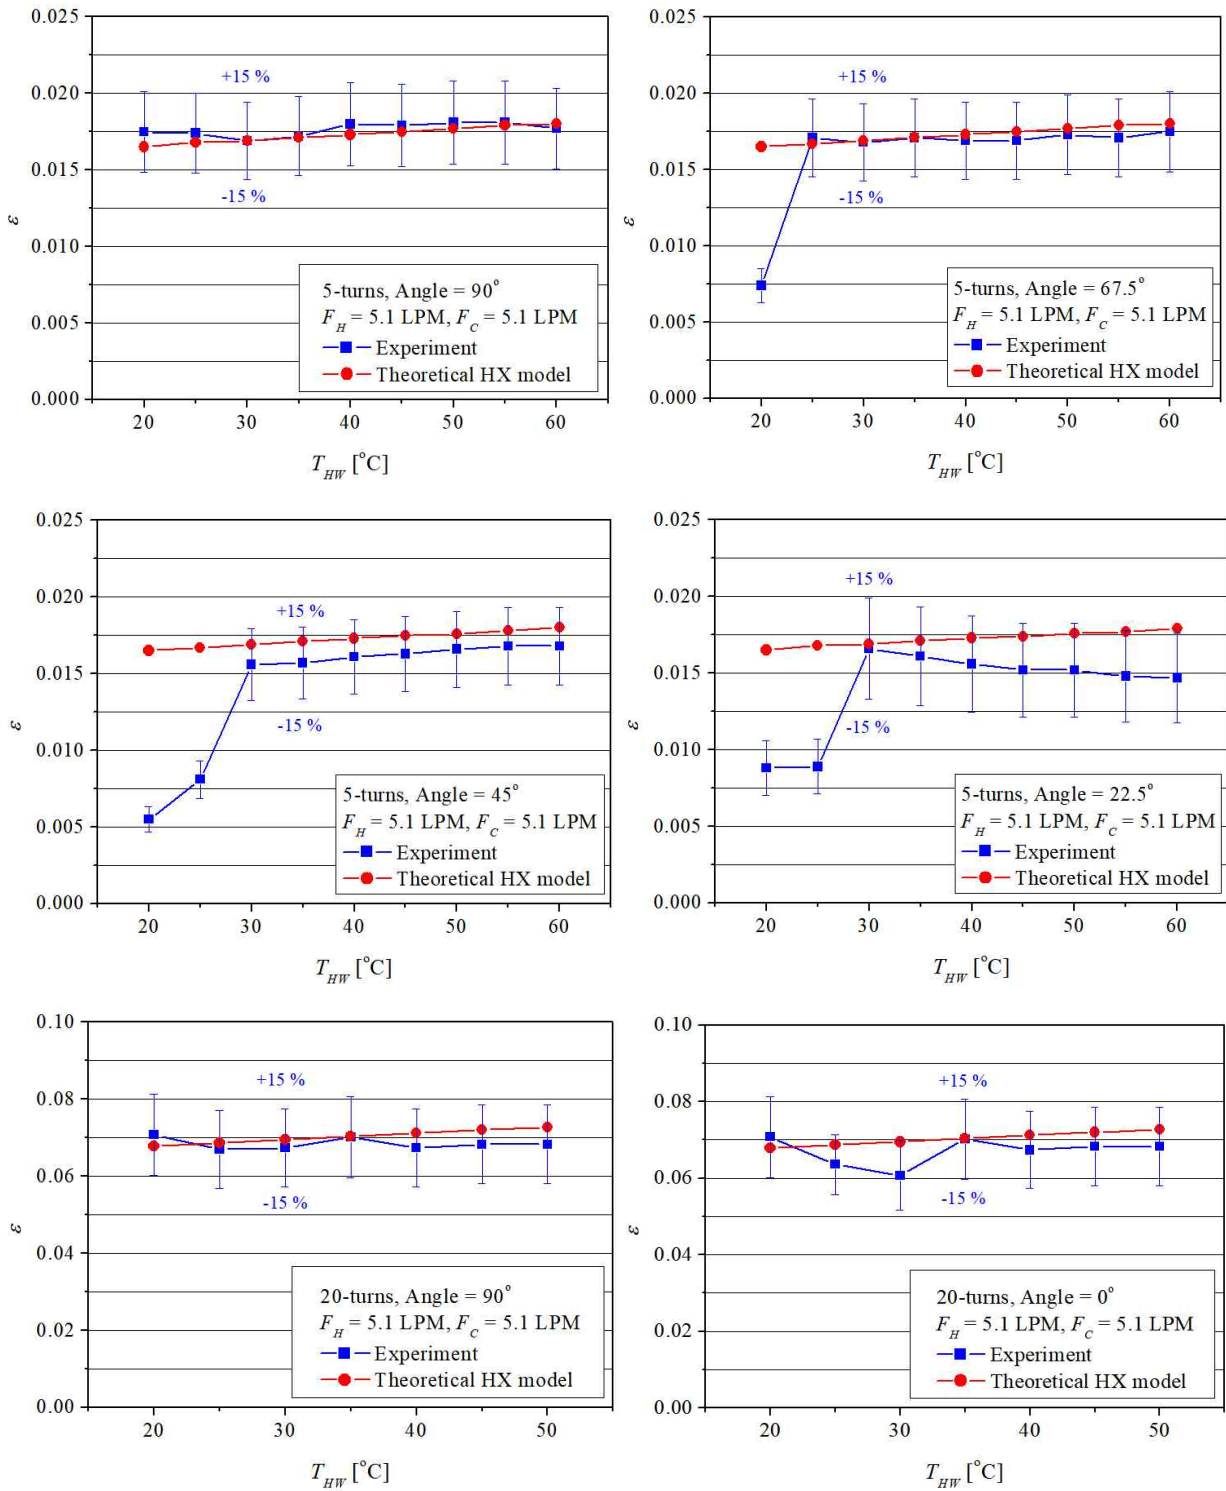 0.025
0.020
0.015
0.010
0.005
0.000
ε
+15 %
-15 %
5-turns, Angle = 90°
F_H = 5.1 LPM, F_C = 5.1 LPM
Experiment
Theoretical HX model
20 30 40 50 60
T_HW [°C]
0.025
0.020
0.015
0.010
0.005
0.000
ε
+15 %
-15 %
5-turns, Angle = 67.5°
F_H = 5.1 LPM, F_C = 5.1 LPM
Experiment
Theoretical HX model
20 30 40 50 60
T_HW [°C]
0.025
0.020
0.015
0.010
0.005
0.000
ε
+15 %
-15 %
5-turns, Angle = 45°
F_H = 5.1 LPM, F_C = 5.1 LPM
Experiment
Theoretical HX model
20 30 40 50 60
T_HW [°C]
0.025
0.020
0.015
0.010
0.005
0.000
ε
+15 %
-15 %
5-turns, Angle = 22.5°
F_H = 5.1 LPM, F_C = 5.1 LPM
Experiment
Theoretical HX model
20 30 40 50 60
T_HW [°C]
0.10
0.08
0.06
0.04
0.02
0.00
ε
+15 %
-15 %
20-turns, Angle = 90°
F_H = 5.1 LPM, F_C = 5.1 LPM
Experiment
Theoretical HX model
20 30 40 50
T_HW [°C]
0.10
0.08
0.06
0.04
0.02
0.00
ε
+15 %
-15 %
20-turns, Angle = 0°
F_H = 5.1 LPM, F_C = 5.1 LPM
Experiment
Theoretical HX model
20 30 40 50
T_HW [°C]